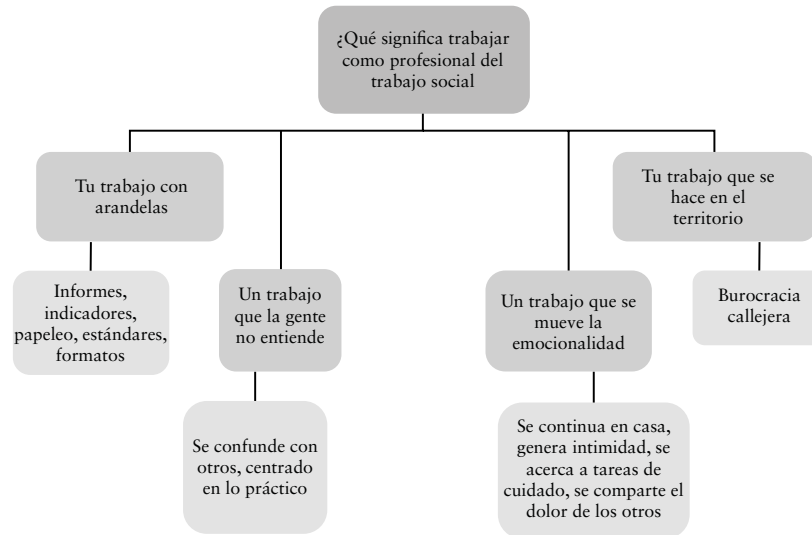 ¿Qué significa trabajar
como profesional del
trabajo social
Tu trabajo con
arandelas
Tu trabajo que se
hace en el
territorio
Informes,
indicadores,
papeleo, estándares,
formatos
Un trabajo
que la gente
no entiende
Un trabajo que se
mueve la
emocionalidad
Burocracia
callejera
Se confunde con
otros, centrado
en lo práctico
Se continua en casa,
genera intimidad, se
acerca a tareas de
cuidado, se comparte el
dolor de los otros